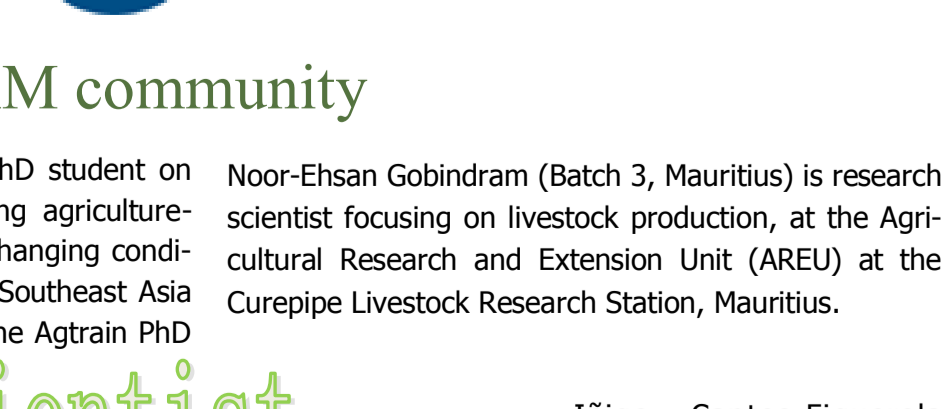 M community
hD student on
ng agriculture-
hanging condi-
Southeast Asia
he Agtrain PhD
Noor-Ehsan Gobindram (Batch 3, Mauritius) is research
scientist focusing on livestock production, at the Agri-
cultural Research and Extension Unit (AREU) at the
Curepipe Livestock Research Station, Mauritius.